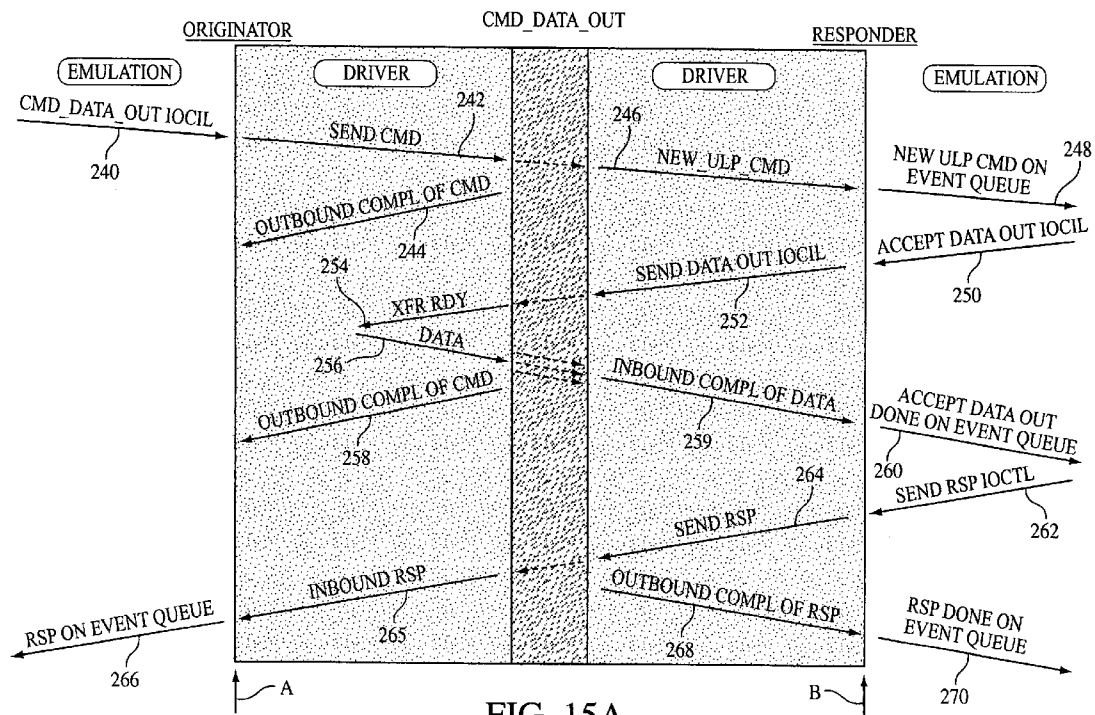 CMD_DATA_OUT
ORIGINATOR
RESPONDER
EMULATION
DRIVER
DRIVER
EMULATION
CMD_DATA_OUT IOCIL
240
SEND CMD
242
246
NEW_ULP_CMD
NEW ULP CMD ON
EVENT QUEUE
248
OUTBOUND COMPL OF CMD
244
ACCEPT DATA OUT IOCIL
250
SEND DATA OUT IOCIL
252
254
XFR RDY
DATA
256
OUTBOUND COMPL OF CMD
258
INBOUND COMPL OF DATA
259
ACCEPT DATA OUT
DONE ON EVENT QUEUE
260
SEND RSP IOCTL
262
264
SEND RSP
INBOUND RSP
265
RSP ON EVENT QUEUE
266
OUTBOUND COMPL OF RSP
268
RSP DONE ON
EVENT QUEUE
270
A
B
FIG. 15A